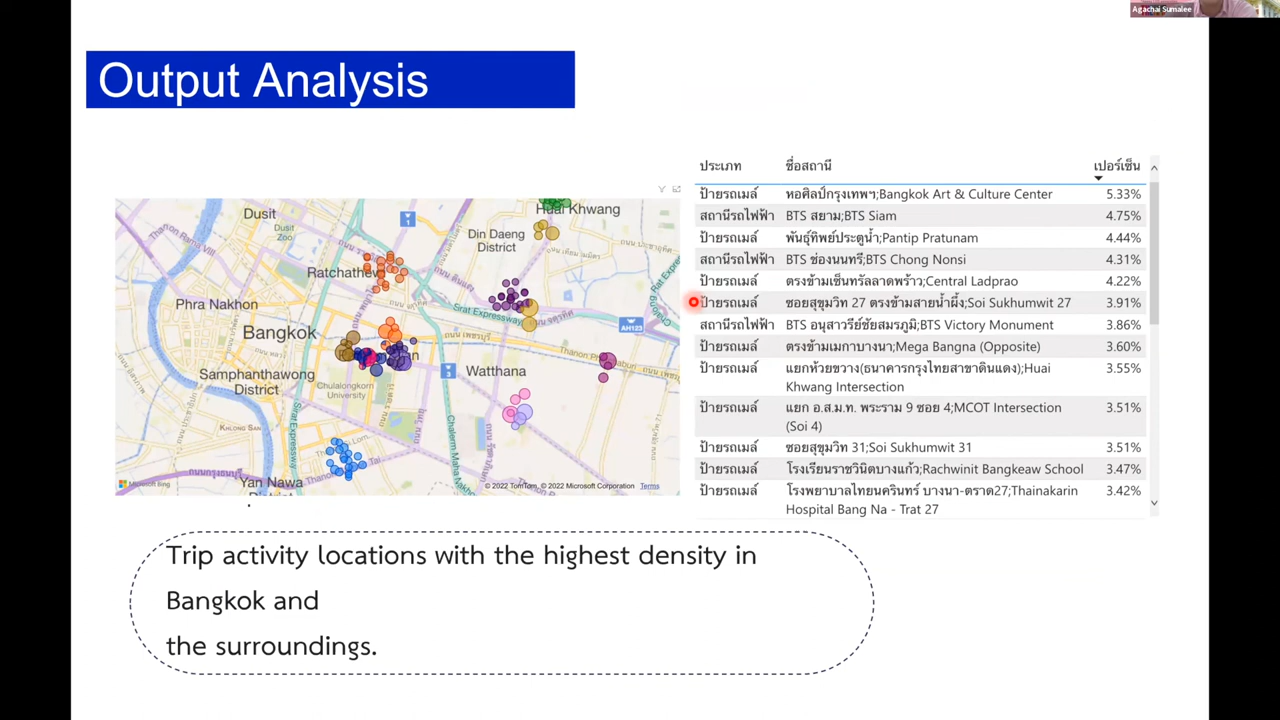 Agachai Sumalee
Output Analysis
Dusit
Dusit
Zoo
Huai Khwang
Din Daeng
District
Ratchathewi
Phra Nakhon
Sirat Expressway
Bangkok
AH123
Samphanthawong
District
Chulalongkorn
University
Watthana
Sirat Expressway
Chalerm Maha Nakhon
KHLONG SAN
Yan Nawa
District
Microsoft Bing
© 2022 TomTom, © 2022 Microsoft Corporation Terms
ประเภท ชื่อสถานี เปอร์เซ็น
ป้ายรถเมล์ หอศิลป์กรุงเทพฯ;Bangkok Art & Culture Center 5.33%
สถานีรถไฟฟ้า BTS สยาม;BTS Siam 4.75%
ป้ายรถเมล์ พันธุ์ทิพย์ประตูน้ำ;Pantip Pratunam 4.44%
สถานีรถไฟฟ้า BTS ช่องนนทรี;BTS Chong Nonsi 4.31%
ป้ายรถเมล์ ตรงข้ามเซ็นทรัลลาดพร้าว;Central Ladprao 4.22%
ป้ายรถเมล์ ซอยสุขุมวิท 27 ตรงข้ามสายน้ำผึ้ง;Soi Sukhumwit 27 3.91%
สถานีรถไฟฟ้า BTS อนุสาวรีย์ชัยสมรภูมิ;BTS Victory Monument 3.86%
ป้ายรถเมล์ ตรงข้ามเมกาบางนา;Mega Bangna (Opposite) 3.60%
ป้ายรถเมล์ แยกห้วยขวาง(ธนาคารกรุงไทยสาขาดินแดง);Huai 3.55%
Khwang Intersection
ป้ายรถเมล์ แยก อ.ส.ม.ท. พระราม 9 ซอย 4;MCOT Intersection 3.51%
(Soi 4)
ป้ายรถเมล์ ซอยสุขุมวิท 31;Soi Sukhumwit 31 3.51%
ป้ายรถเมล์ โรงเรียนราชวินิตบางแก้ว;Rachwinit Bangkeaw School 3.47%
ป้ายรถเมล์ โรงพยาบาลไทยนครินทร์ บางนา-ตราด27;Thainakarin 3.42%
Hospital Bang Na - Trat 27
Trip activity locations with the highest density in
Bangkok and
the surroundings.